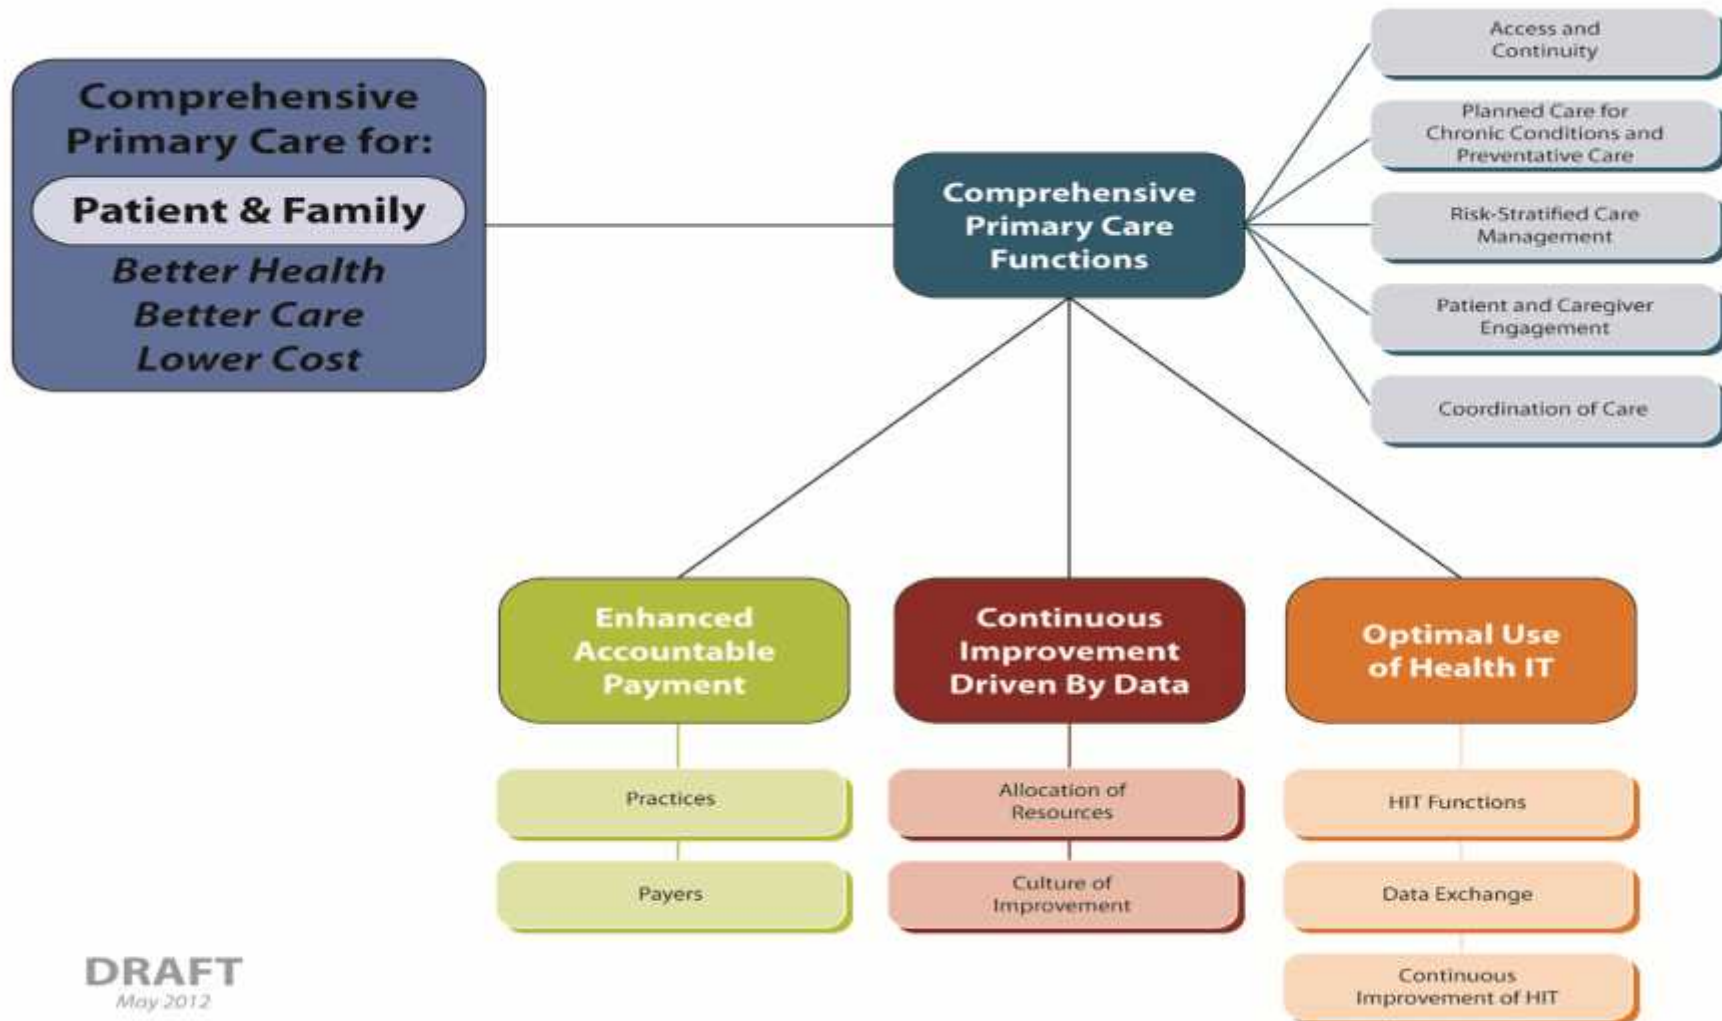 Comprehensive
Primary Care for:
Patient & Family
Better Health
Better Care
Lower Cost
Comprehensive
Primary Care
Functions
Access and
Continuity
Planned Care for
Chronic Conditions and
Preventative Care
Risk-Stratified Care
Management
Patient and Caregiver
Engagement
Coordination of Care
Enhanced
Accountable
Payment
Practices
Payers
Continuous
Improvement
Driven By Data
Allocation of
Resources
Culture of
Improvement
Optimal Use
of Health IT
HIT Functions
Data Exchange
Continuous
Improvement of HIT
DRAFT
May 2012